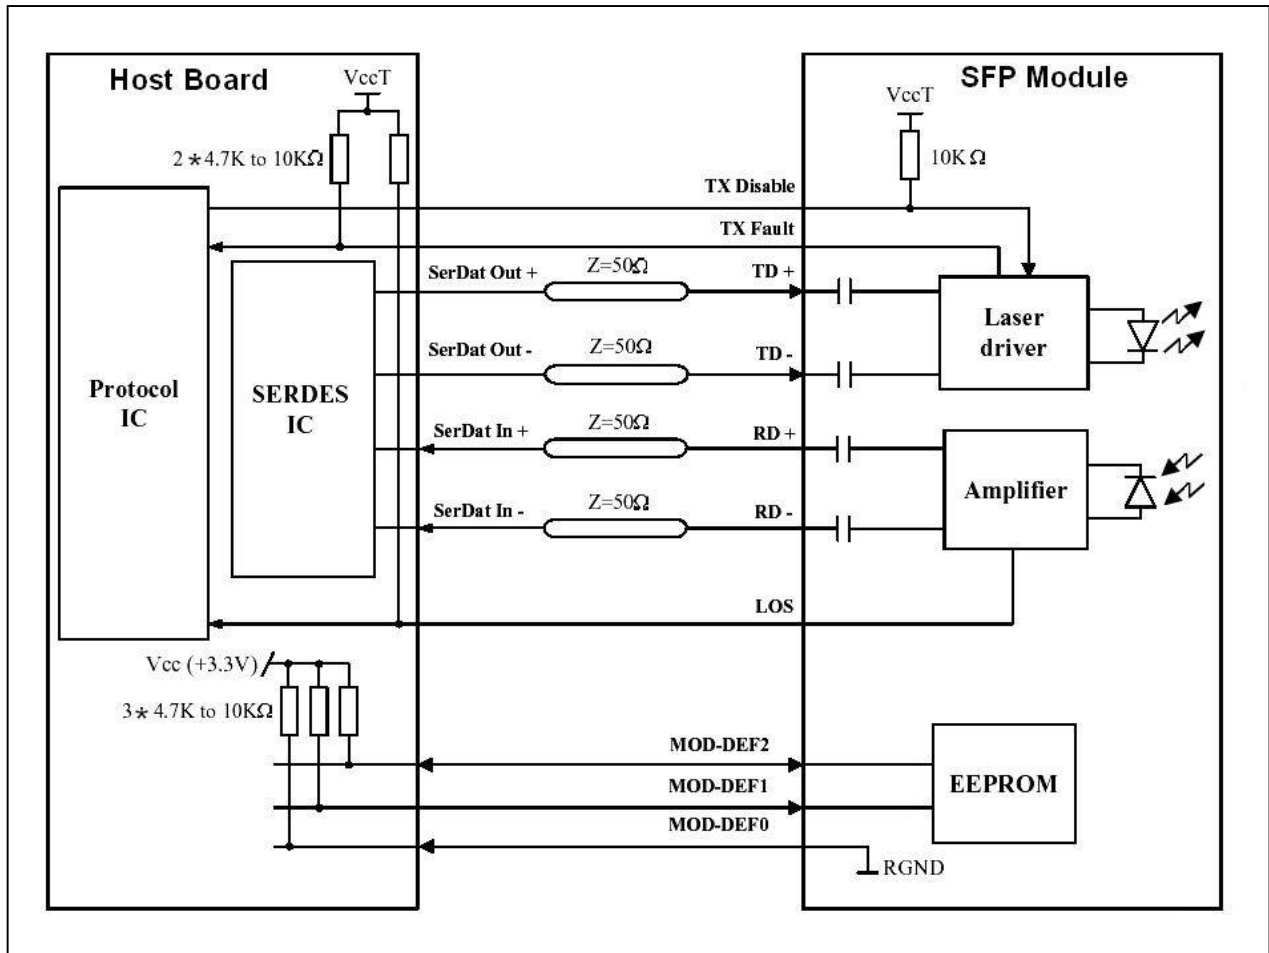 Host Board
SFP Module
VccT
VccT
2 * 4.7K to 10KΩ
10K Ω
TX Disable
TX Fault
SerDat Out +
Z=50Ω
TD +
Laser
driver
SerDat Out -
Z=50Ω
TD -
Protocol
IC
SERDES
IC
SerDat In +
Z=50Ω
RD +
Amplifier
SerDat In -
Z=50Ω
RD -
LOS
Vcc (+3.3V)
3 * 4.7K to 10KΩ
MOD-DEF2
MOD-DEF1
EEPROM
MOD-DEF0
RGND